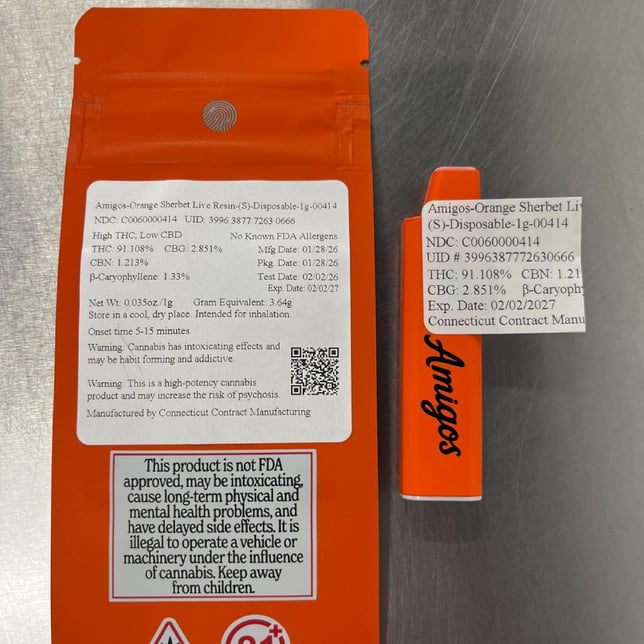 Amigos-Orange Sherbet Live Resin-(S)-Disposable-1g-00414
NDC: C0060000414 UID: 3996 3877 7263 0666
High THC, Low CBD No Known FDA Allergens
THC: 91.108% CBG: 2.851% Mfg Date: 01/28/26
CBN: 1.213% Pkg. Date: 01/28/26
β-Caryophyllene: 1.33% Test Date: 02/02/26
Exp. Date: 02/02/27
Net Wt: 0.035oz./1g Gram Equivalent: 3.64g
Store in a cool, dry place. Intended for inhalation.
Onset time 5-15 minutes.
Warning: Cannabis has intoxicating effects and
may be habit forming and addictive.
Warning: This is a high-potency cannabis
product and may increase the risk of psychosis.
Manufactured by Connecticut Contract Manufacturing
This product is not FDA
approved, may be intoxicating,
cause long-term physical and
mental health problems, and
have delayed side effects. It is
illegal to operate a vehicle or
machinery under the influence
of cannabis. Keep away
from children.
Amigos-Orange Sherbet Liv
(S)-Disposable-1g-00414
NDC: C0060000414
UID # 3996387772630666
THC: 91.108% CBN: 1.21
CBG: 2.851% β-Caryoph
Exp. Date: 02/02/2027
Connecticut Contract Manu
Amigos